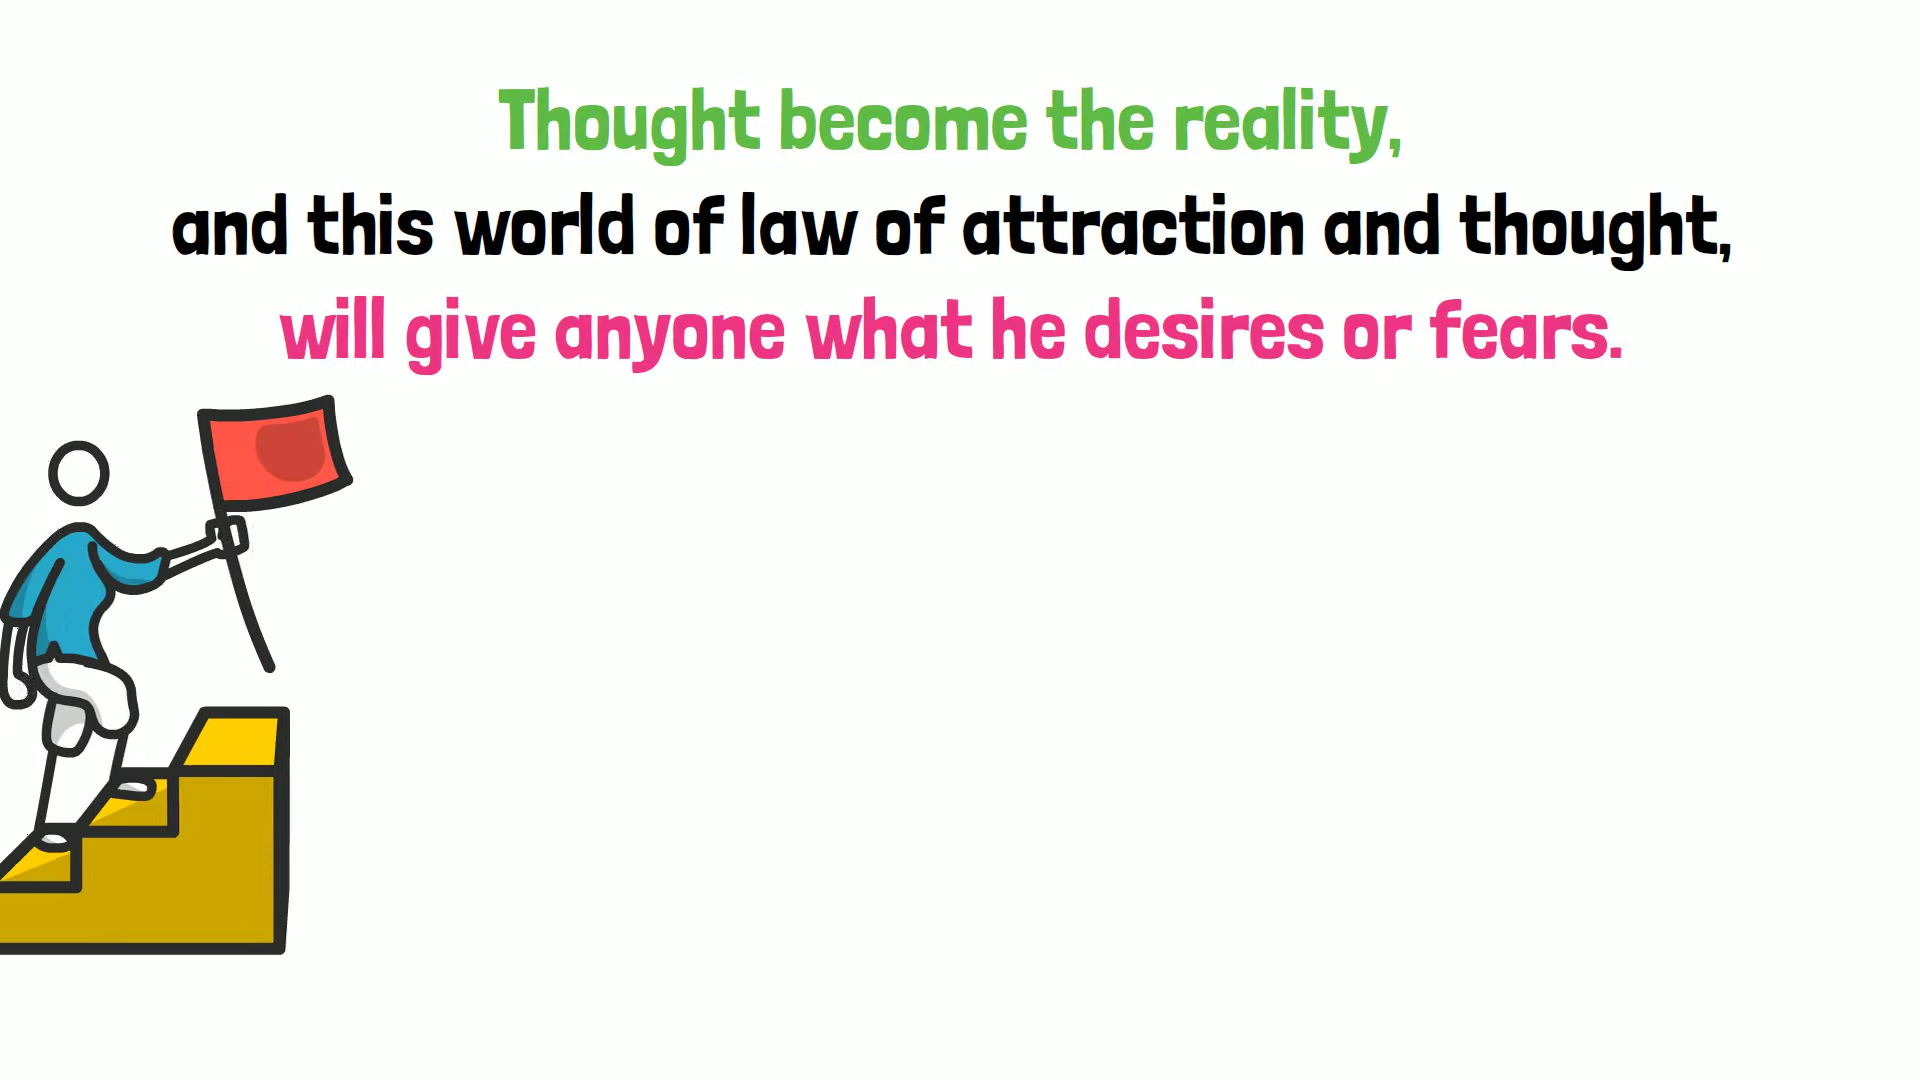 Thought become the reality,
and this world of law of attraction and thought,
will give anyone what he desires or fears.